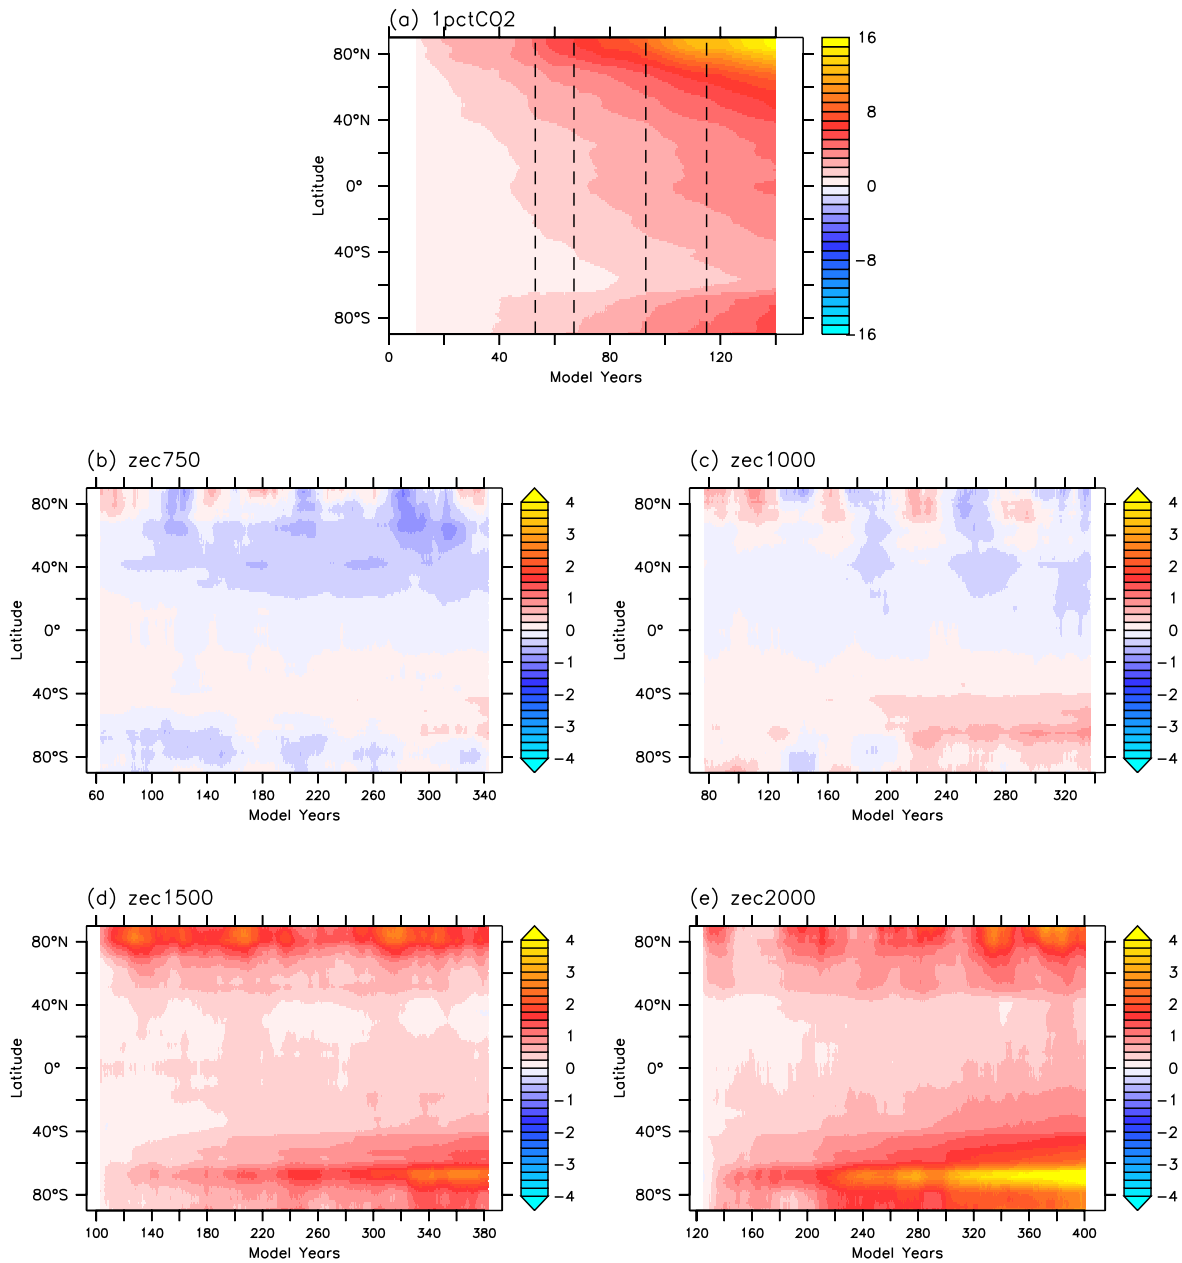 (a) 1pctCO2
80°N
40°N
0°
40°S
80°S
Latitude
0 40 80 120
Model Years
16
8
0
-8
-16
(b) zec750
80°N
40°N
0°
40°S
80°S
Latitude
60 100 140 180 220 260 300 340
Model Years
4
3
2
1
0
-1
-2
-3
-4
(c) zec1000
80°N
40°N
0°
40°S
80°S
Latitude
80 120 160 200 240 280 320
Model Years
4
3
2
1
0
-1
-2
-3
-4
(d) zec1500
80°N
40°N
0°
40°S
80°S
Latitude
100 140 180 220 260 300 340 380
Model Years
4
3
2
1
0
-1
-2
-3
-4
(e) zec2000
80°N
40°N
0°
40°S
80°S
Latitude
120 160 200 240 280 320 360 400
Model Years
4
3
2
1
0
-1
-2
-3
-4